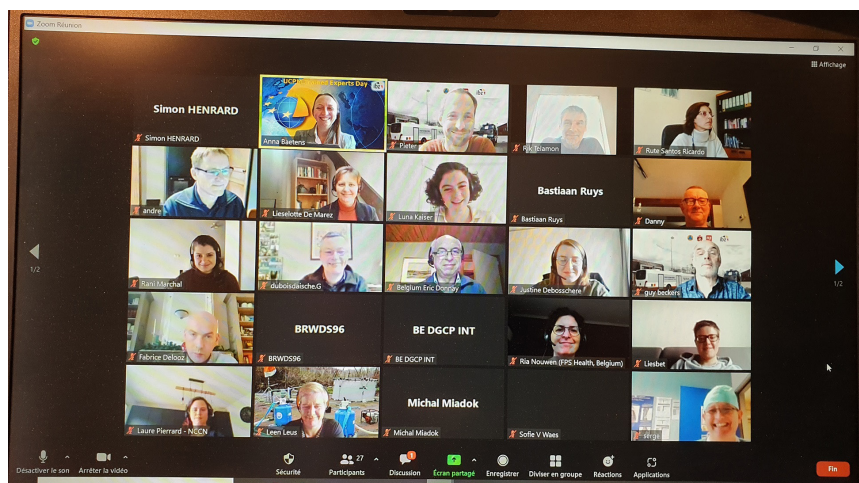 Zoom Réunion
Affichage
Simon HENRARD
Simon HENRARD
Experts Day
Anna Baetens
Pieter
Rik Telamon
Rute Santos Ricardo
andre
Lieselotte De Marez
Luna Kaiser
Bastiaan Ruys
Bastiaan Ruys
Danny
Rani Marchal
duboisdaische.G
Belgium Eric Donnay
Justine Debosschere
guy beckers
1/2
1/2
Fabrice Delooz
BRWDS96
BRWDS96
BE DGCP INT
BE DGCP INT
Ria Nouwen (FPS Health, Belgium)
Liesbet
Laure Pierrard - NCCN
Leen Leus
Michal Miadok
Michal Miadok
Sofie V Waes
serge
Désactiver le son
Arrêter la vidéo
Sécurité
Participants
27
Discussion
1
Écran partagé
Enregistrer
Diviser en groupe
Réactions
Applications
Fin